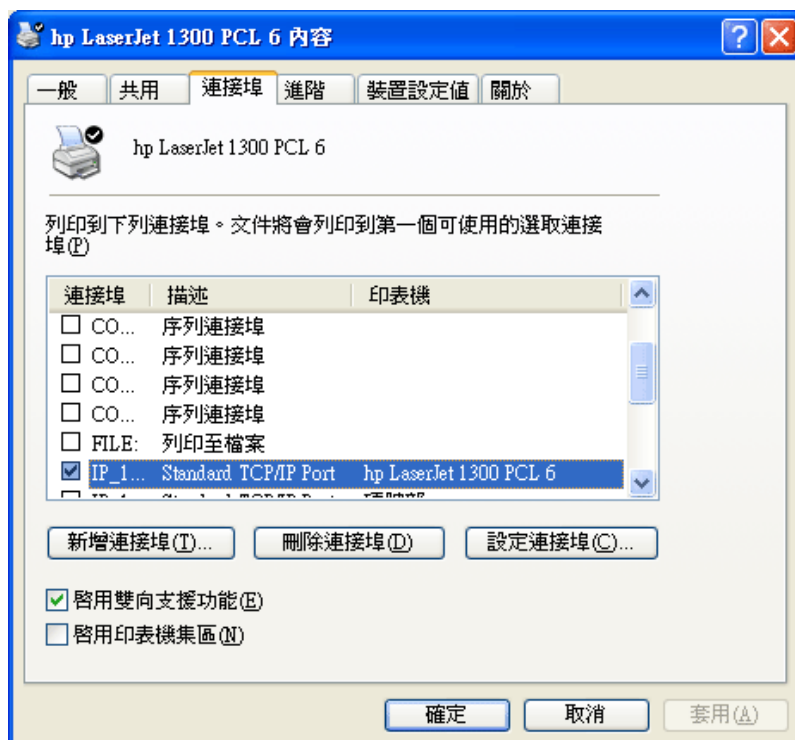 hp LaserJet 1300 PCL 6 內容
一般 共用 連接埠 進階 裝置設定值 關於
hp LaserJet 1300 PCL 6
列印到下列連接埠。文件將會列印到第一個可使用的選取連接
埠(P)
連接埠 描述 印表機
CO... 序列連接埠
CO... 序列連接埠
CO... 序列連接埠
CO... 序列連接埠
FILE: 列印至檔案
IP_1... Standard TCP/IP Port hp LaserJet 1300 PCL 6
新增連接埠(T)... 刪除連接埠(D) 設定連接埠(C)...
啓用雙向支援功能(E)
啓用印表機集區(N)
確定 取消 套用(A)